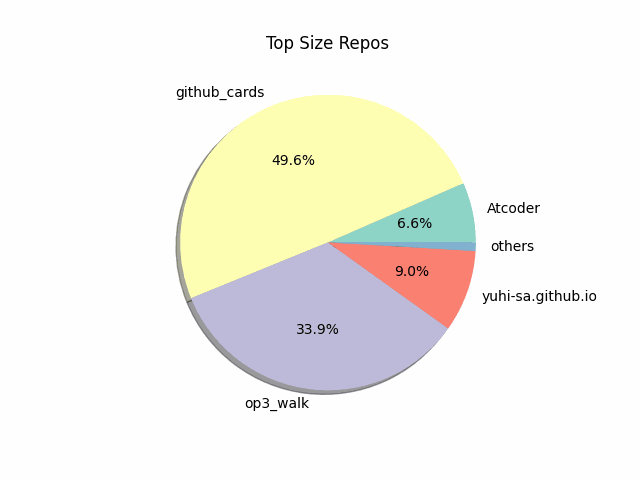 Top Size Repos
github_cards
49.6%
Atcoder
6.6%
others
9.0%
yuhi-sa.github.io
33.9%
op3_walk